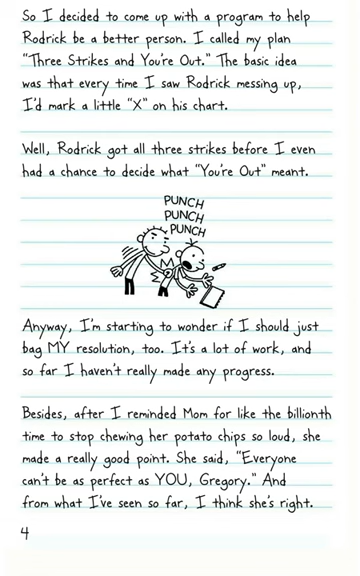 So I decided to come up with a program to help
Rodrick be a better person. I called my plan
"Three Strikes and You're Out." The basic idea
was that every time I saw Rodrick messing up,
I'd mark a little "X" on his chart.
Well, Rodrick got all three strikes before I even
had a chance to decide what "You're Out" meant.
PUNCH
PUNCH
PUNCH
Anyway, I'm starting to wonder if I should just
bag MY resolution, too. It's a lot of work, and
so far I haven't really made any progress.
Besides, after I reminded Mom for like the billionth
time to stop chewing her potato chips so loud, she
made a really good point. She said, "Everyone
can't be as perfect as YOU, Gregory." And
from what I've seen so far, I think she's right.
4